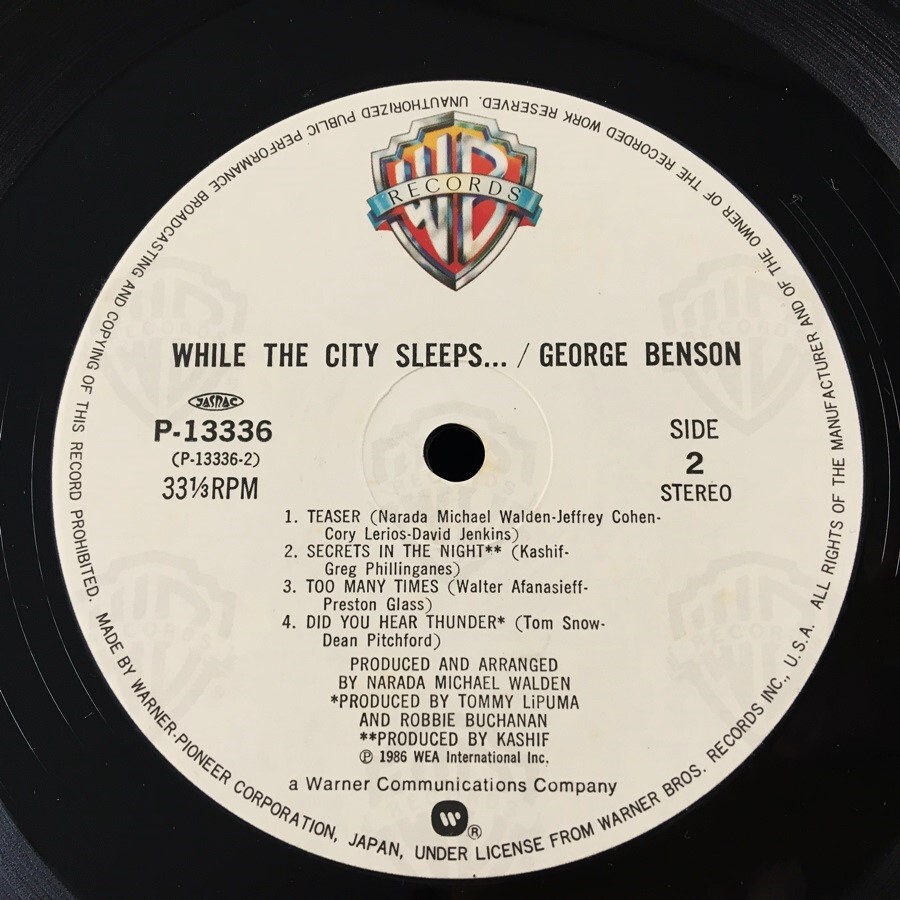 WB
RECORDS
WHILE THE CITY SLEEPS... / GEORGE BENSON
JASRAC
P-13336
(P-13336-2)
33⅓RPM
SIDE
2
STEREO
1. TEASER (Narada Michael Walden-Jeffrey Cohen-
Cory Lerios-David Jenkins)
2. SECRETS IN THE NIGHT** (Kashif-
Greg Phillinganes)
3. TOO MANY TIMES (Walter Afanasieff-
Preston Glass)
4. DID YOU HEAR THUNDER* (Tom Snow-
Dean Pitchford)
PRODUCED AND ARRANGED
BY NARADA MICHAEL WALDEN
*PRODUCED BY TOMMY LiPUMA
AND ROBBIE BUCHANAN
**PRODUCED BY KASHIF
Ⓟ 1986 WEA International Inc.
a Warner Communications Company
W®
MADE BY WARNER-PIONEER CORPORATION, JAPAN, UNDER LICENSE FROM WARNER BROS. RECORDS INC., U.S.A. ALL RIGHTS OF THE MANUFACTURER AND OF THE OWNER OF THE RECORDED WORK RESERVED. UNAUTHORIZED PUBLIC PERFORMANCE BROADCASTING AND COPYING OF THIS RECORD PROHIBITED.